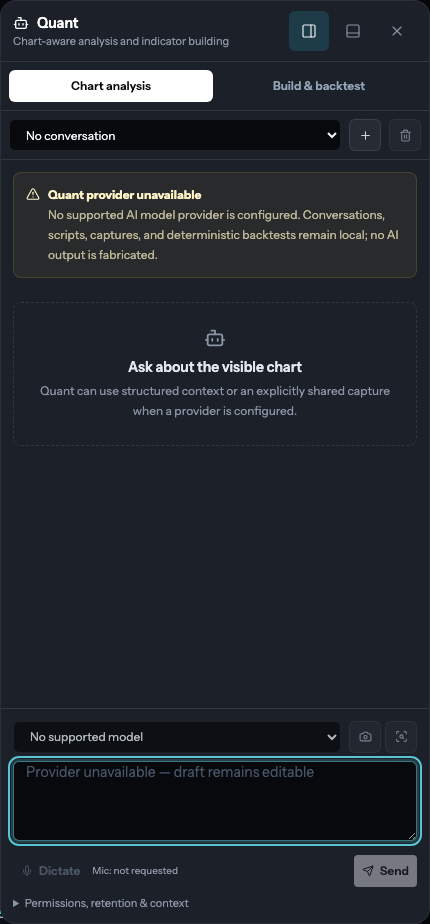 Quant
Chart-aware analysis and indicator building
Chart analysis
Build & backtest
No conversation
Quant provider unavailable
No supported AI model provider is configured. Conversations,
scripts, captures, and deterministic backtests remain local; no AI
output is fabricated.
Ask about the visible chart
Quant can use structured context or an explicitly shared capture
when a provider is configured.
No supported model
Provider unavailable — draft remains editable
Dictate
Mic: not requested
Send
Permissions, retention & context